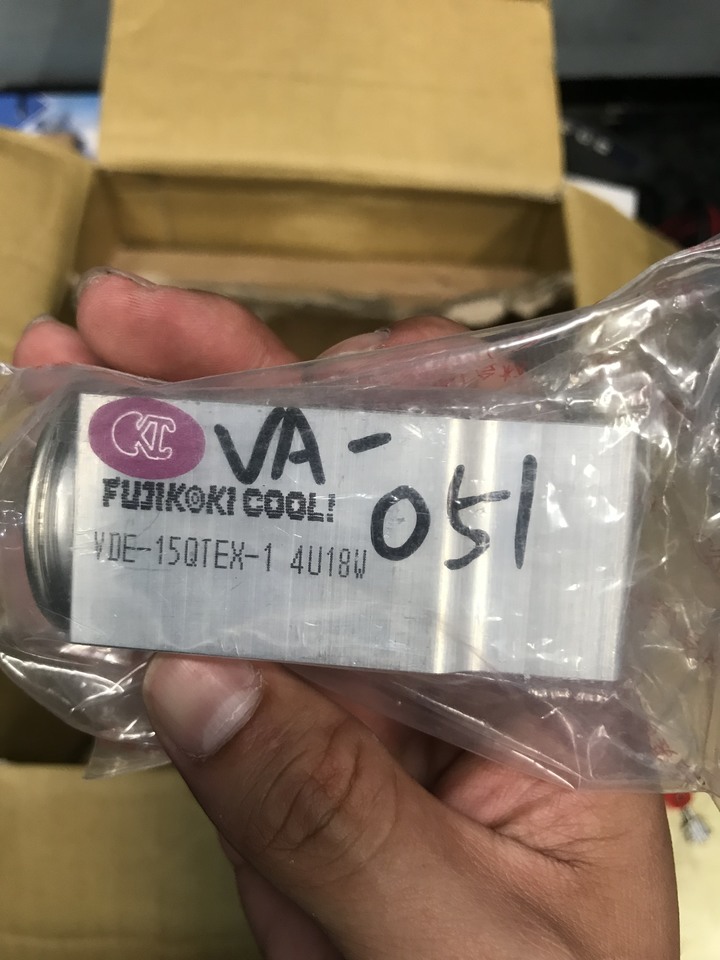 VA-
051
FUJIKOKI COOL!
VDE-15QTEX-1 4U18W